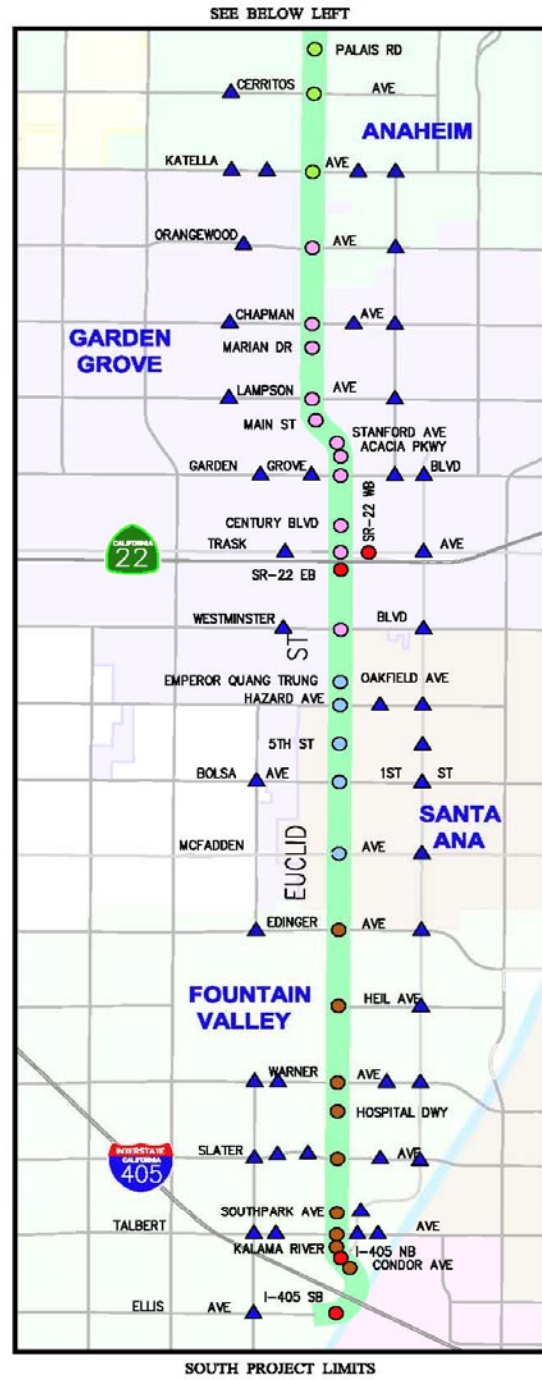 SEE BELOW LEFT
PALAIS RD
CERRITOS AVE
ANAHEIM
KATELLA AVE
ORANGEWOOD AVE
CHAPMAN AVE
GARDEN
GROVE
MARIAN DR
LAMPSON AVE
MAIN ST
STANFORD AVE
ACACIA PKWY
GARDEN GROVE BLVD
CENTURY BLVD
SR-22 WB
CALIFORNIA
22
TRASK AVE
SR-22 EB
WESTMINSTER BLVD
EUCLID ST
EMPEROR QUANG TRUNG OAKFIELD AVE
HAZARD AVE
5TH ST
BOLSA AVE 1ST ST
SANTA
ANA
MCFADDEN AVE
EDINGER AVE
FOUNTAIN
VALLEY
HEIL AVE
WARNER AVE
HOSPITAL DWY
SLATER AVE
INTERSTATE
CALIFORNIA
405
SOUTHPARK AVE
TALBERT AVE
KALAMA RIVER I-405 NB
CONDOR AVE
I-405 SB
ELLIS AVE
SOUTH PROJECT LIMITS